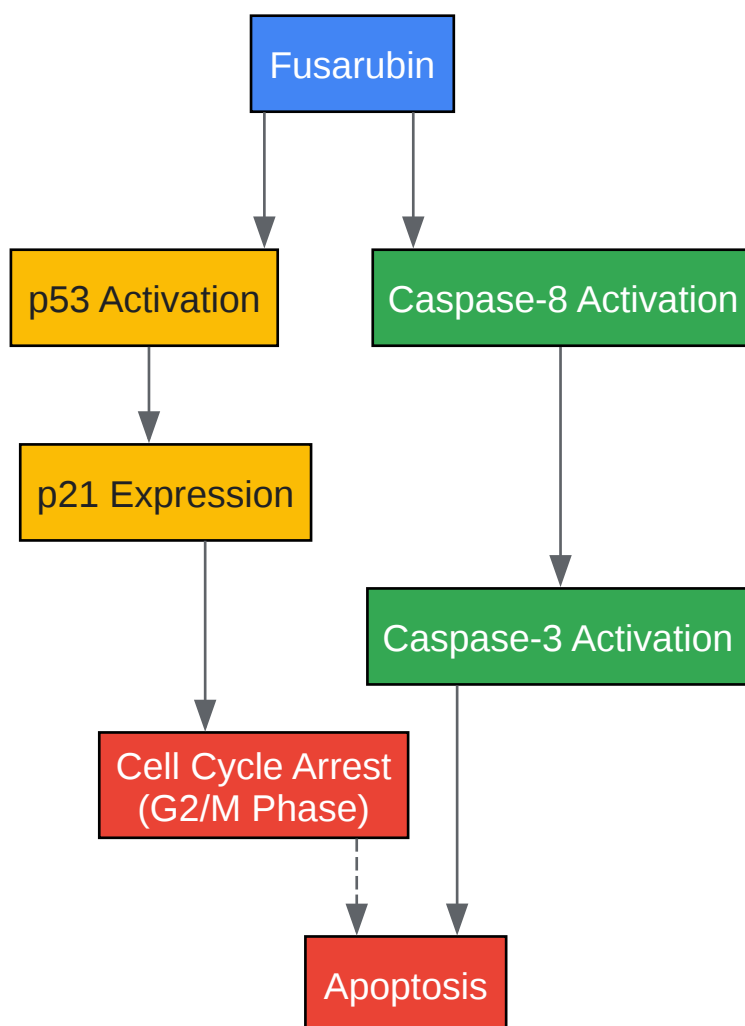 Fusarubin
p53 Activation
Caspase-8 Activation
p21 Expression
Caspase-3 Activation
Cell Cycle Arrest
(G2/M Phase)
Apoptosis